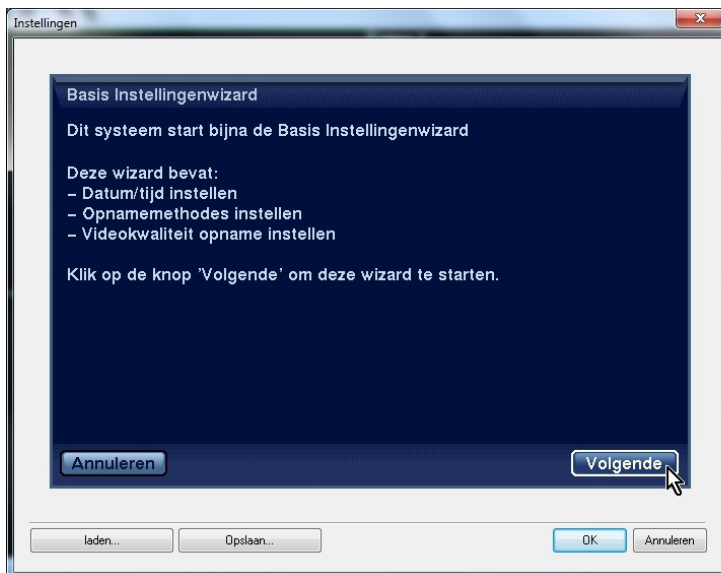 Instellingen
Basis Instellingenwizard
Dit systeem start bijna de Basis Instellingenwizard
Deze wizard bevat:
– Datum/tijd instellen
– Opnamemethodes instellen
– Videokwaliteit opname instellen
Klik op de knop 'Volgende' om deze wizard te starten.
Annuleren
Volgende
laden...
Opslaan...
OK
Annuleren